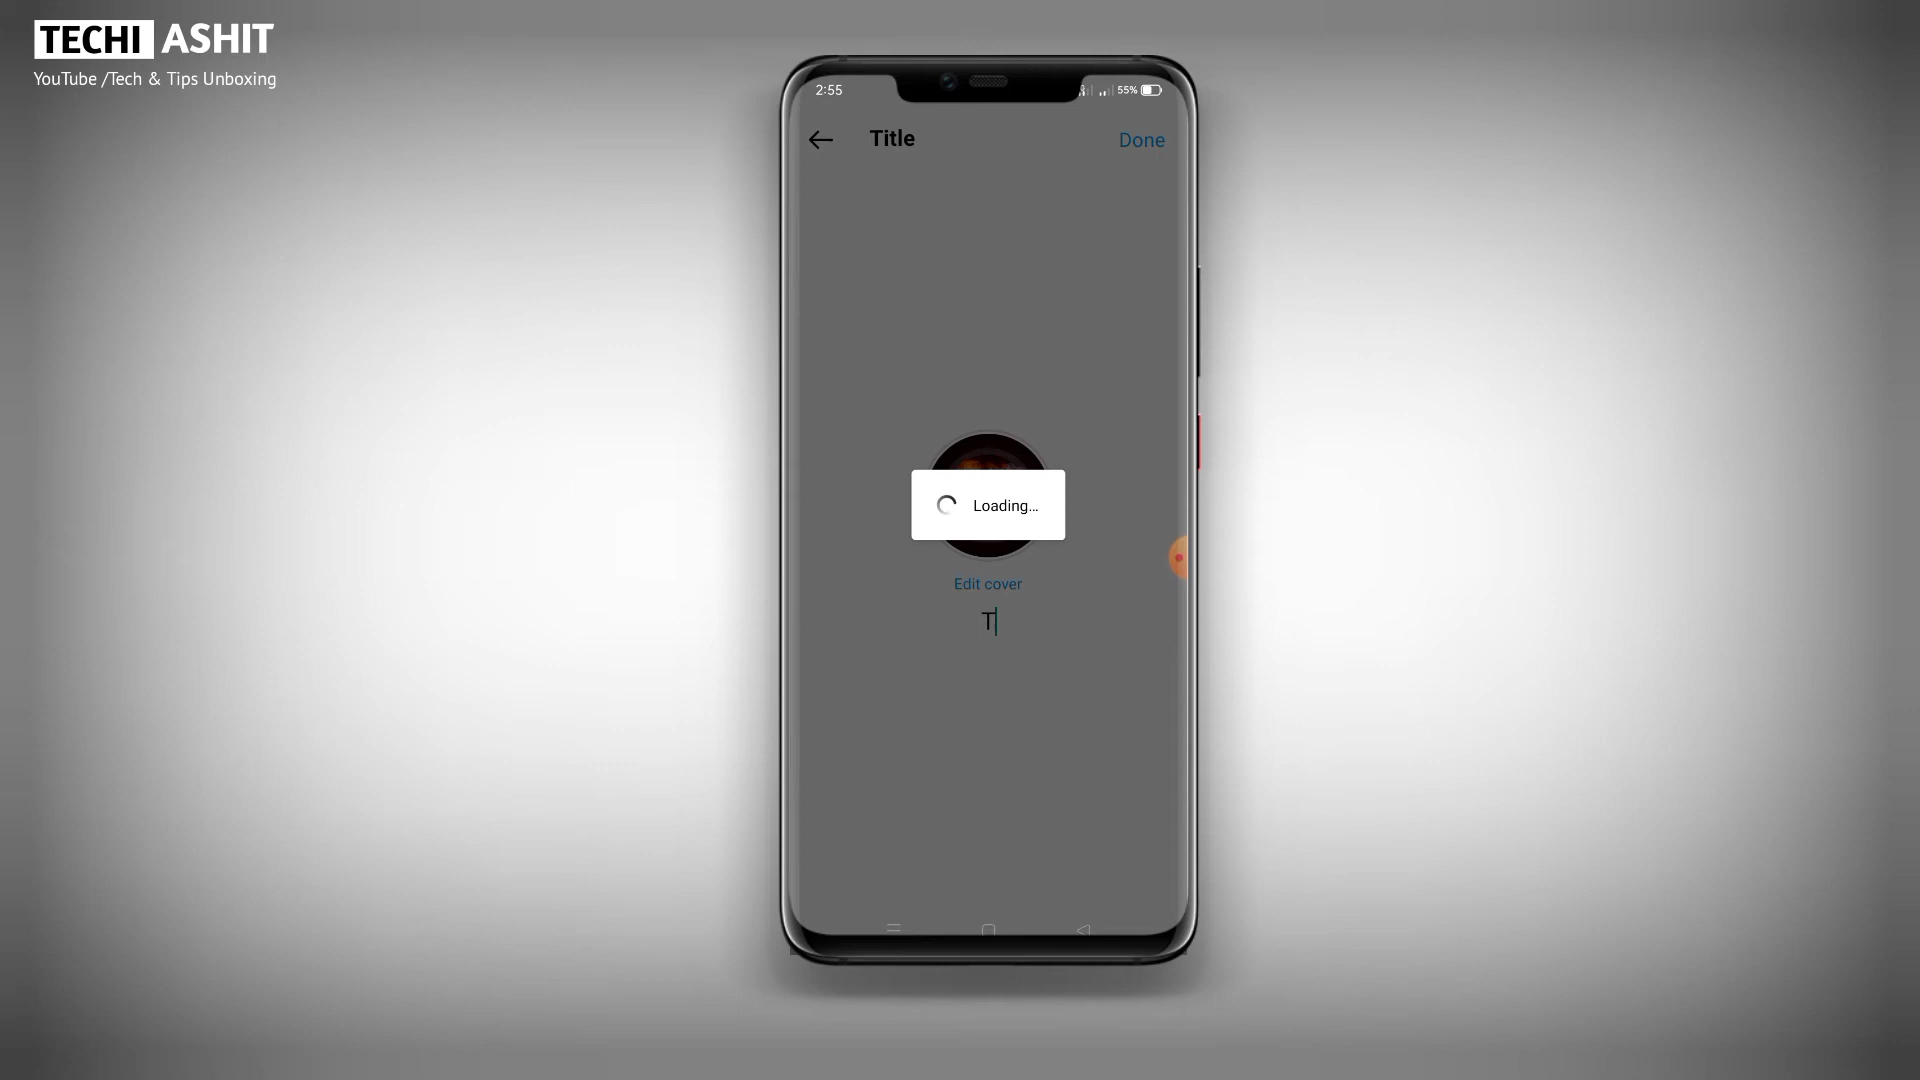 TECHI ASHIT
YouTube /Tech & Tips Unboxing
2:55
55%
Title
Done
Loading...
Edit cover
T